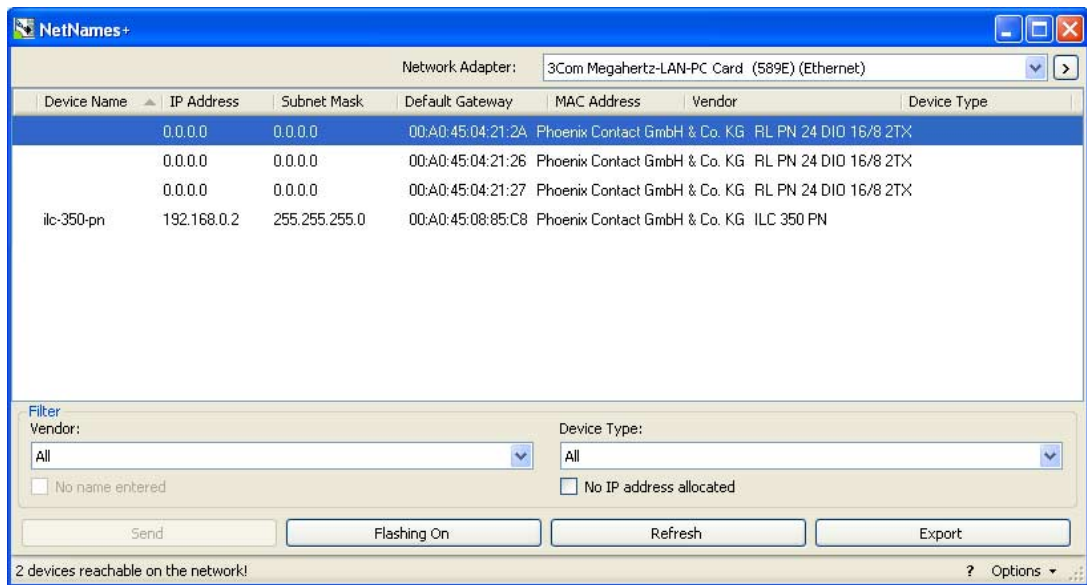 NetNames+
Network Adapter: 3Com Megahertz-LAN-PC Card (589E) (Ethernet)
Device Name IP Address Subnet Mask Default Gateway MAC Address Vendor Device Type
0.0.0.0 0.0.0.0 00:A0:45:04:21:2A Phoenix Contact GmbH & Co. KG RL PN 24 DIO 16/8 2TX
0.0.0.0 0.0.0.0 00:A0:45:04:21:26 Phoenix Contact GmbH & Co. KG RL PN 24 DIO 16/8 2TX
0.0.0.0 0.0.0.0 00:A0:45:04:21:27 Phoenix Contact GmbH & Co. KG RL PN 24 DIO 16/8 2TX
ilc-350-pn 192.168.0.2 255.255.255.0 00:A0:45:08:85:C8 Phoenix Contact GmbH & Co. KG ILC 350 PN
Filter
Vendor: Device Type:
All All
No name entered No IP address allocated
Send Flashing On Refresh Export
2 devices reachable on the network! ? Options